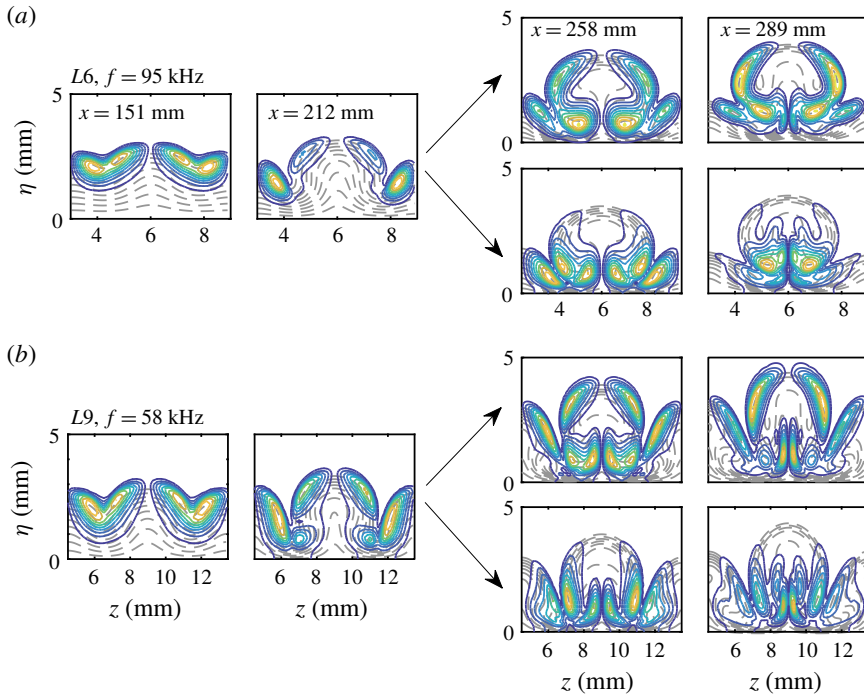 (a)
5
x = 258 mm
x = 289 mm
L6, f = 95 kHz
5
x = 151 mm
x = 212 mm
η (mm)
0
0
4 6 8
4 6 8
5
0
4 6 8
4 6 8
(b)
5
L9, f = 58 kHz
5
η (mm)
0
0
6 8 10 12
6 8 10 12
z (mm)
z (mm)
5
0
6 8 10 12
6 8 10 12
z (mm)
z (mm)